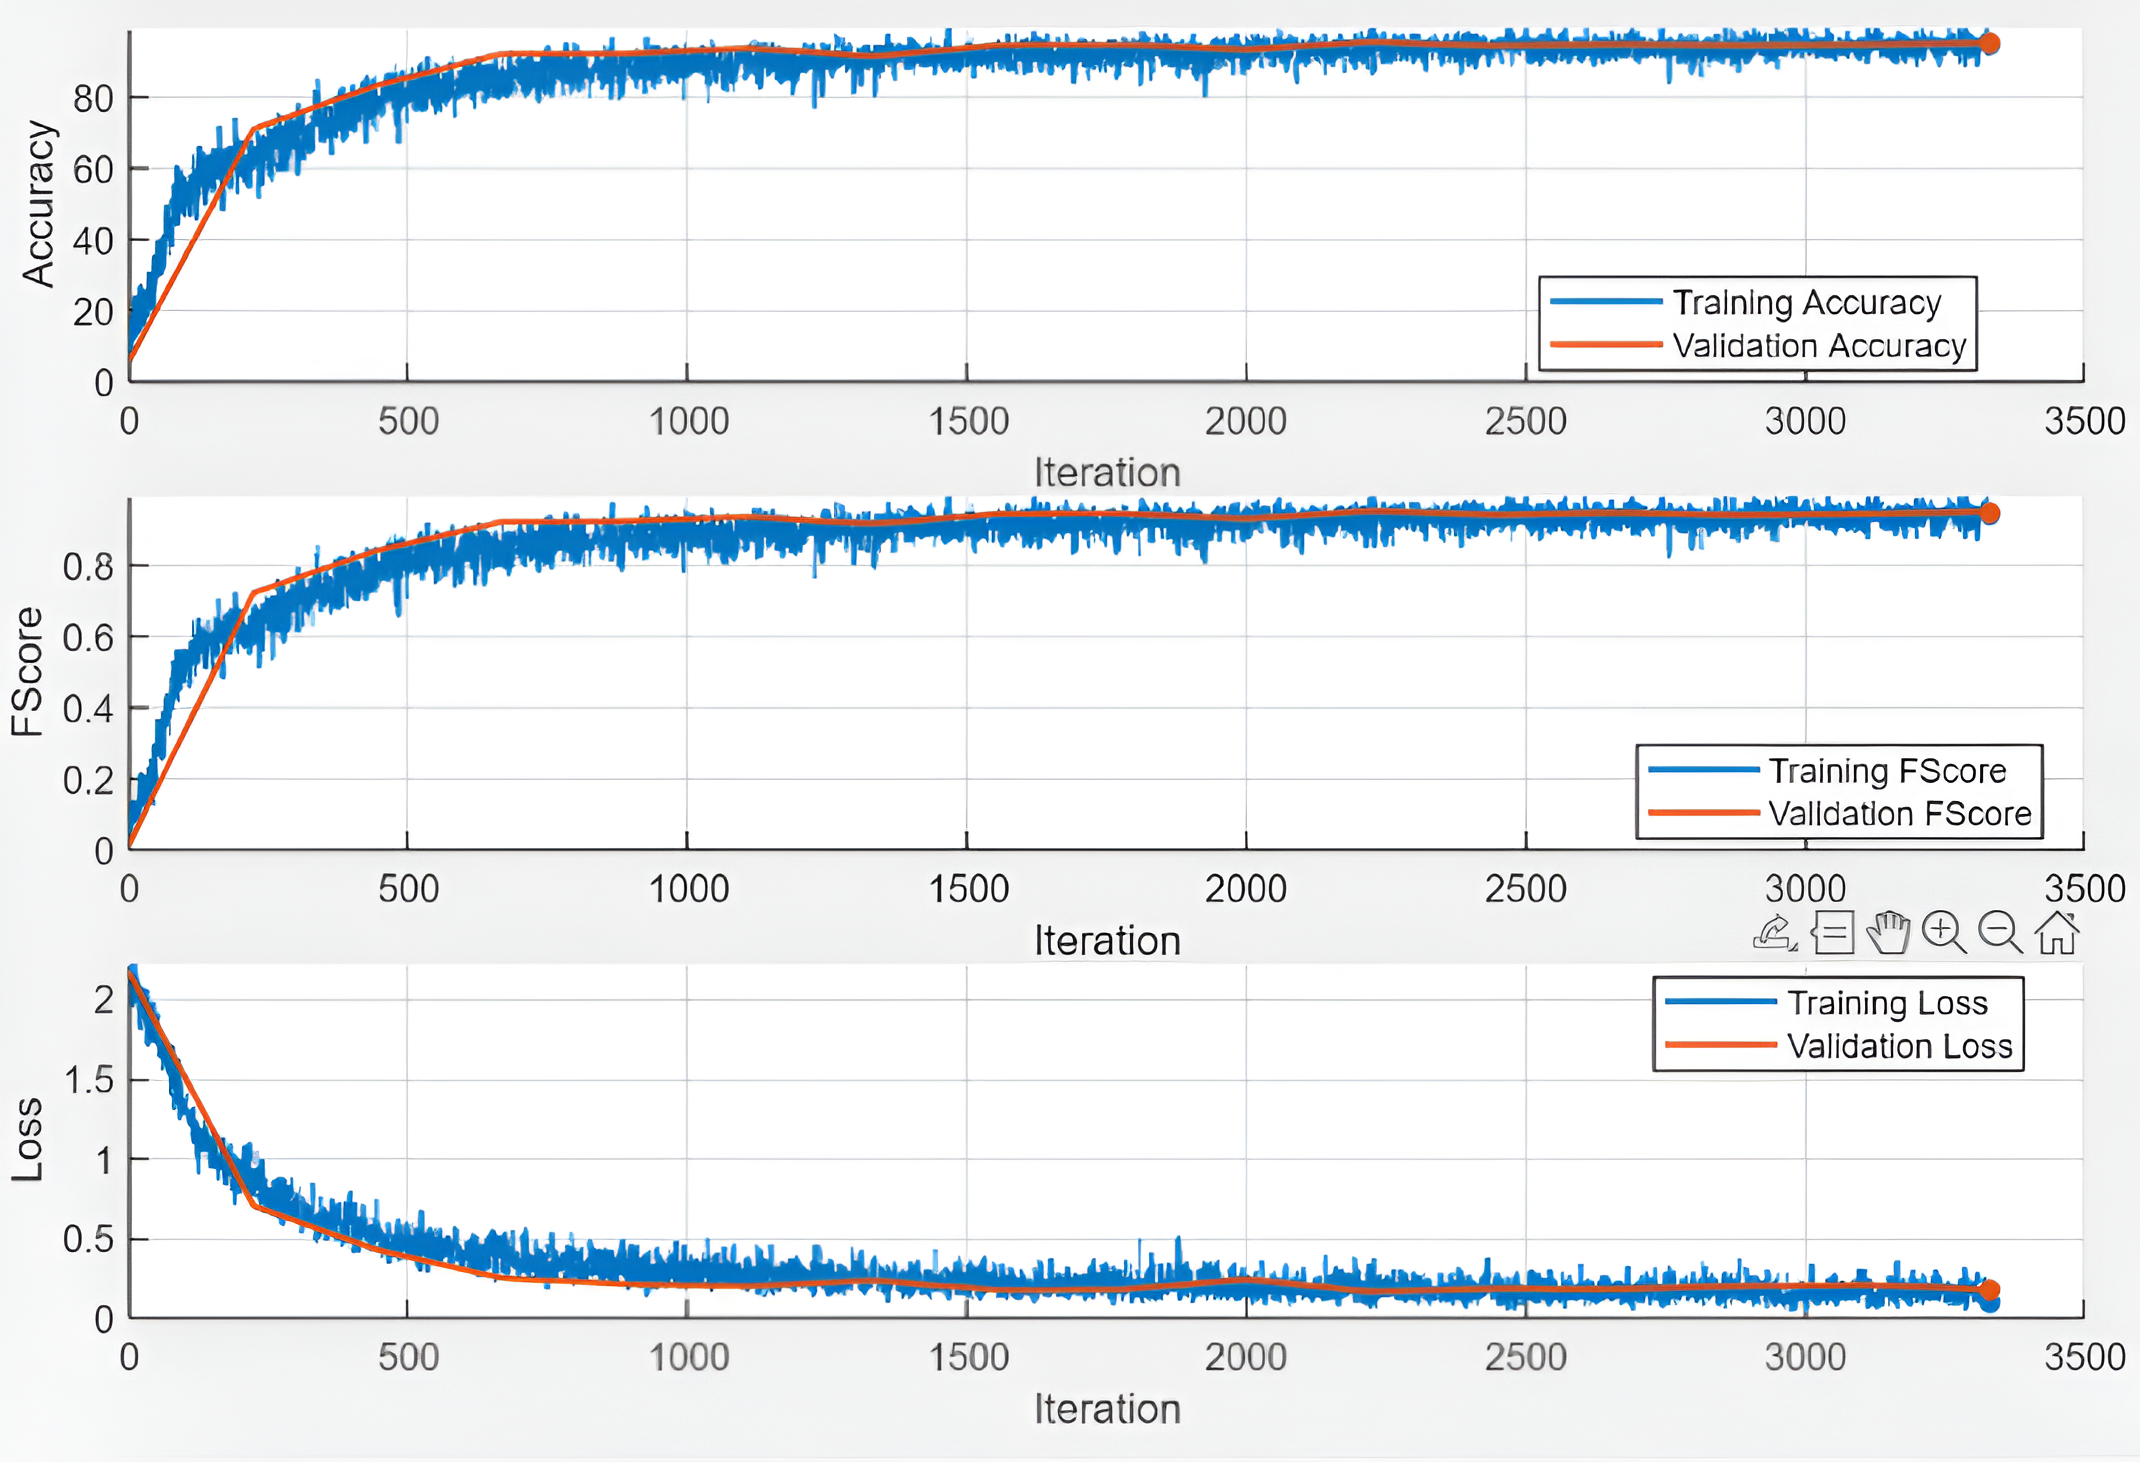 Accuracy
80
60
40
20
0
0 500 1000 1500 2000 2500 3000 3500
Iteration
Training Accuracy
Validation Accuracy
FScore
0.8
0.6
0.4
0.2
0
0 500 1000 1500 2000 2500 3000 3500
Iteration
Training FScore
Validation FScore
Loss
2
1.5
1
0.5
0
0 500 1000 1500 2000 2500 3000 3500
Iteration
Training Loss
Validation Loss